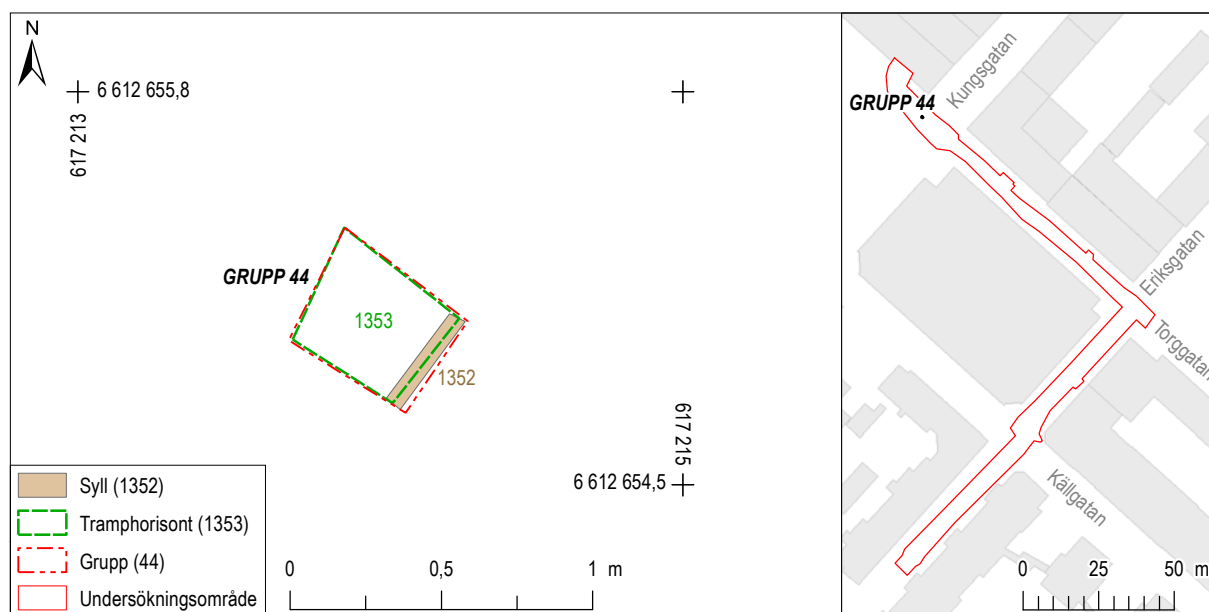 N
6 612 655,8
617 213
GRUPP 44
1353
1352
617 215
6 612 654,5
Syll (1352)
Tramphorisont (1353)
Grupp (44)
Undersökningsområde
0 0,5 1 m
Kungsgatan
GRUPP 44
Eriksgatan
Torggatan
Källgatan
0 25 50 m